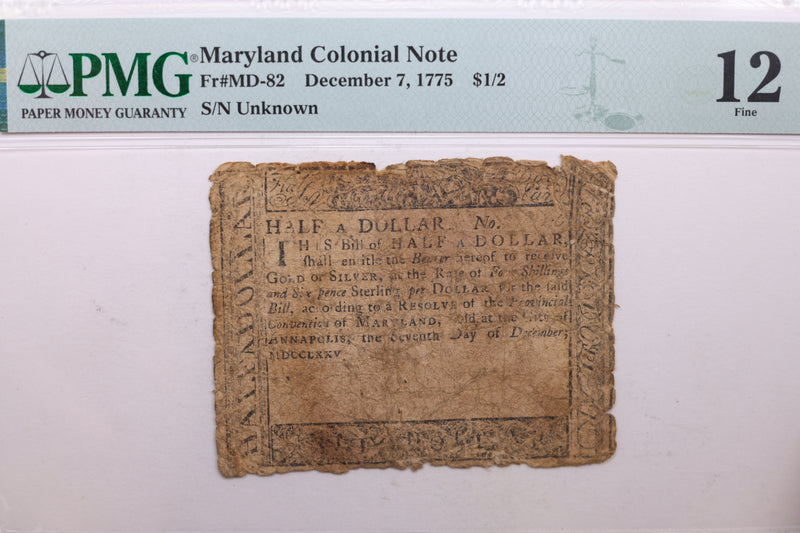 PMG® Maryland Colonial Note
Fr#MD-82 December 7, 1775 $1/2
PAPER MONEY GUARANTY S/N Unknown
12
Fine
HALF A DOLLAR. No.
THIS Bill of HALF A DOLLAR,
shall entitle the Bearer hereof to receive
GOLD or SILVER, at the Rate of Four Shillings
and Six pence Sterling per DOLLAR for the said
Bill, according to a RESOLVE of the Provincial
Convention of MARYLAND, held at the City of
ANNAPOLIS, the Seventh Day of December,
MDCCLXXV
HALF A DOLLAR